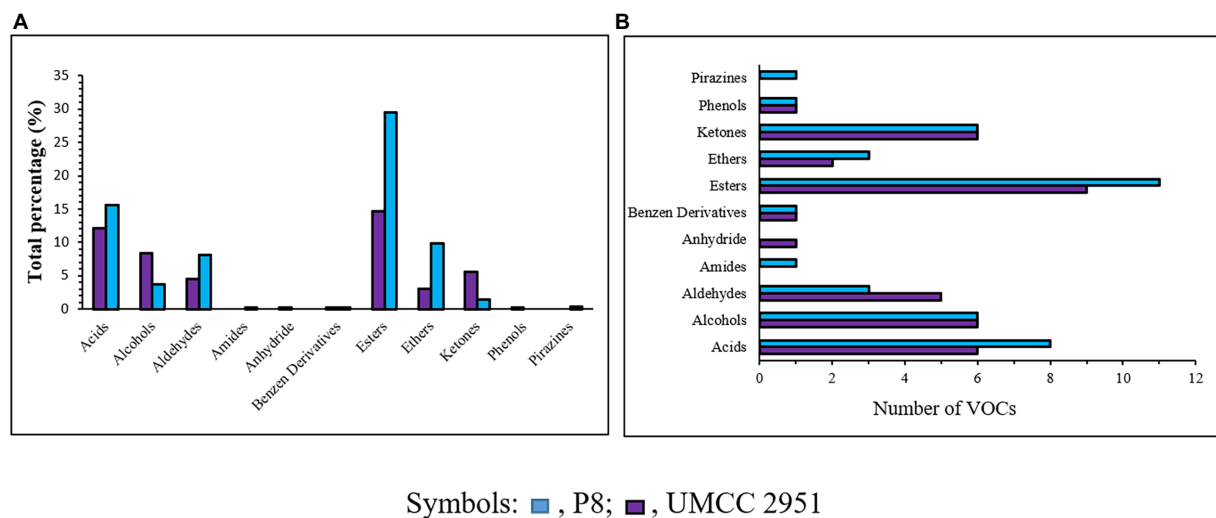 A
B
Total percentage (%)
35
30
25
20
15
10
5
0
Acids
Alcohols
Aldehydes
Amides
Anhydride
Benzen Derivatives
Esters
Ethers
Ketones
Phenols
Pirazines
Pirazines
Phenols
Ketones
Ethers
Esters
Benzen Derivatives
Anhydride
Amides
Aldehydes
Alcohols
Acids
0 2 4 6 8 10 12
Number of VOCs
Symbols: , P8; , UMCC 2951